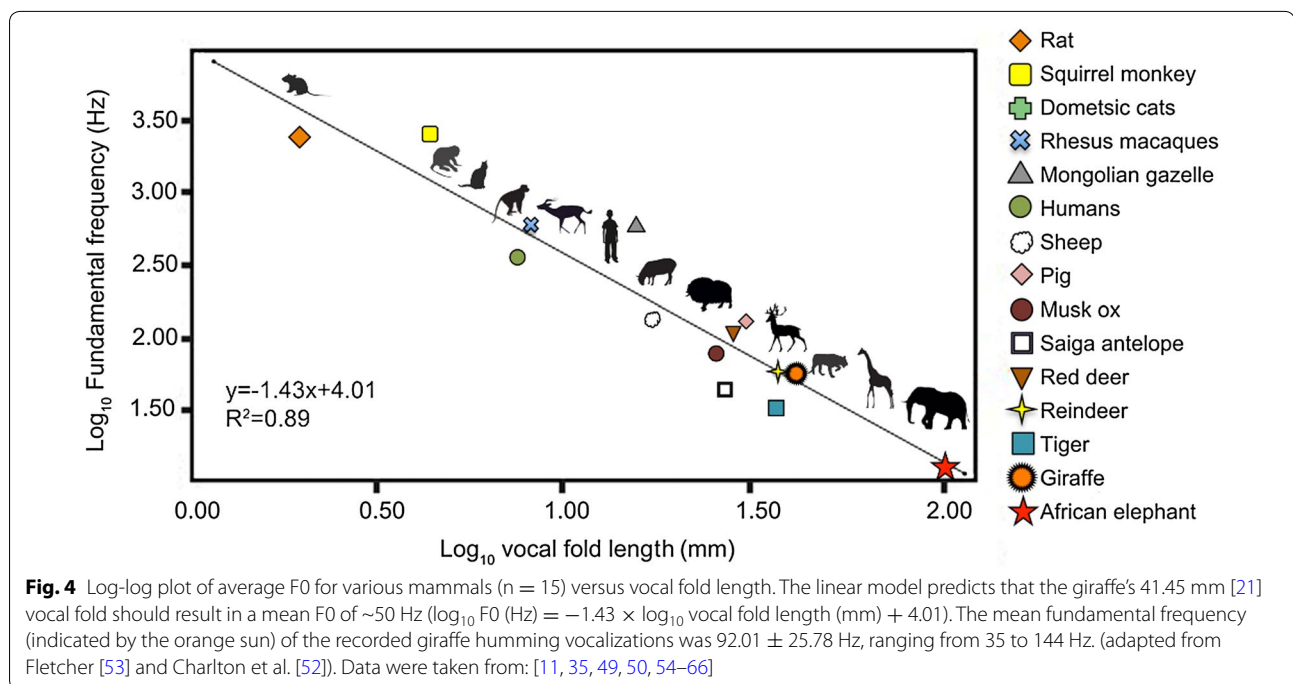 Log10 Fundamental frequency (Hz)
3.50
3.00
2.50
2.00
1.50
y=-1.43x+4.01
R²=0.89
0.00 0.50 1.00 1.50 2.00
Log10 vocal fold length (mm)
Rat
Squirrel monkey
Dometsic cats
Rhesus macaques
Mongolian gazelle
Humans
Sheep
Pig
Musk ox
Saiga antelope
Red deer
Reindeer
Tiger
Giraffe
African elephant
Fig. 4 Log-log plot of average F0 for various mammals (n = 15) versus vocal fold length. The linear model predicts that the giraffe's 41.45 mm [21]
vocal fold should result in a mean F0 of ~50 Hz (log10 F0 (Hz) = −1.43 × log10 vocal fold length (mm) + 4.01). The mean fundamental frequency
(indicated by the orange sun) of the recorded giraffe humming vocalizations was 92.01 ± 25.78 Hz, ranging from 35 to 144 Hz. (adapted from
Fletcher [53] and Charlton et al. [52]). Data were taken from: [11, 35, 49, 50, 54–66]